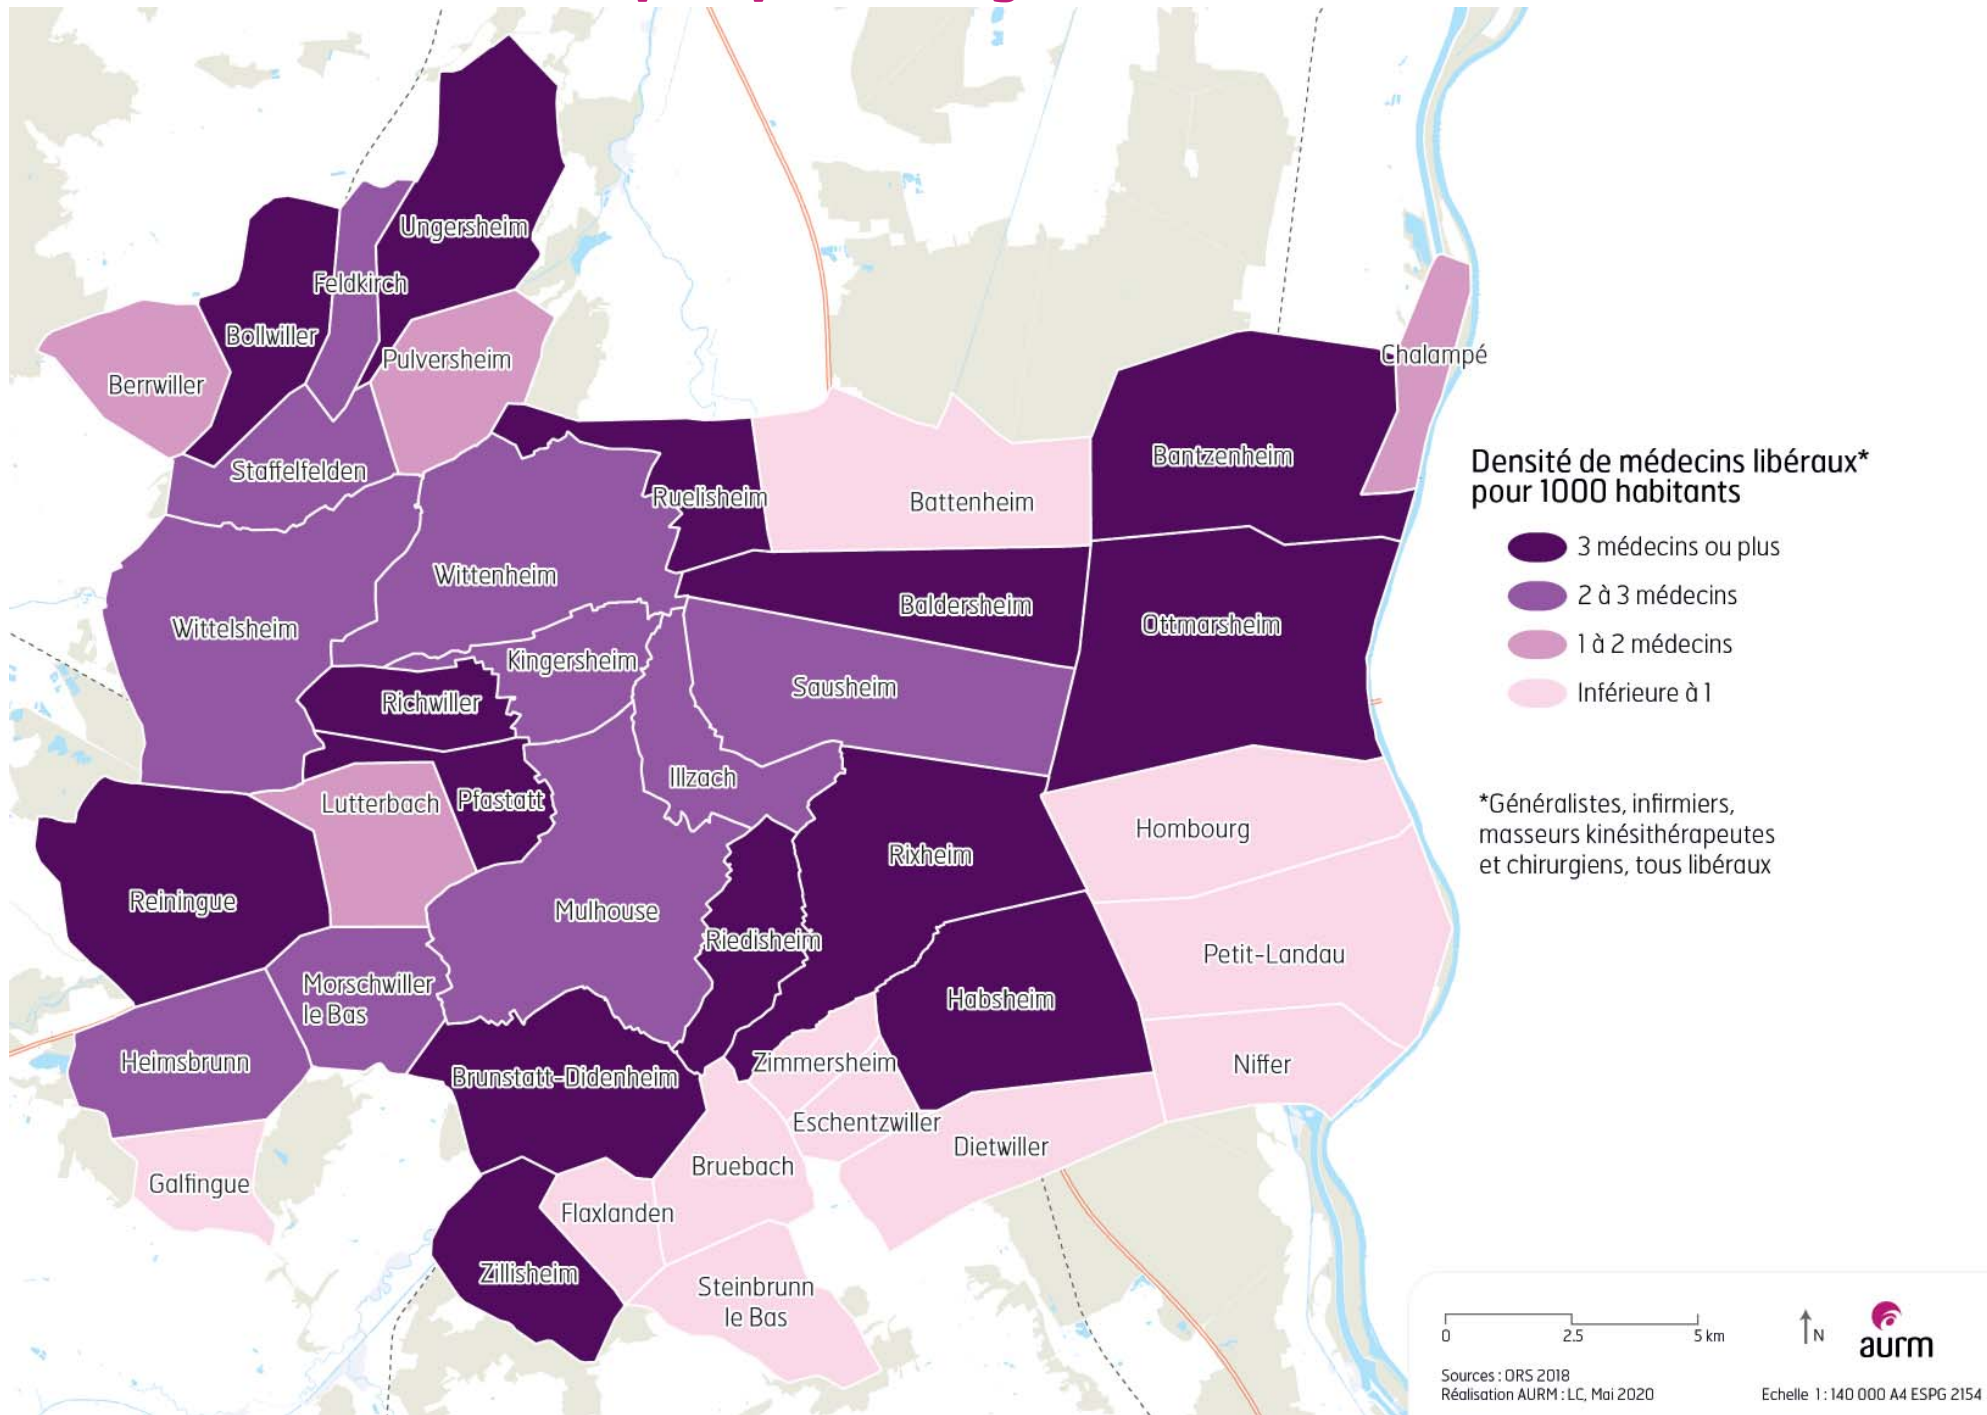 Ungersheim
Feldkirch
Bollwiller
Pulversheim
Berrwiller
Chalampé
Staffelfelden
Bantzenheim
Ruelisheim
Battenheim
Wittenheim
Baldersheim
Wittelsheim
Ottmarsheim
Kingersheim
Sausheim
Richwiller
Illzach
Lutterbach
Pfastatt
Hombourg
Rixheim
Reiningue
Mulhouse
Riedisheim
Petit-Landau
Morschwiller
le Bas
Habsheim
Heimsbrunn
Zimmersheim
Niffer
Brunstatt-Didenheim
Eschentzwiller
Dietwiller
Bruebach
Galfingue
Flaxlanden
Zillisheim
Steinbrunn
le Bas
Densité de médecins libéraux*
pour 1000 habitants
3 médecins ou plus
2 à 3 médecins
1 à 2 médecins
Inférieure à 1
*Généralistes, infirmiers,
masseurs kinésithérapeutes
et chirurgiens, tous libéraux
0 2.5 5 km
N
aurm
Sources : ORS 2018
Réalisation AURM : LC, Mai 2020
Echelle 1 : 140 000 A4 ESPG 2154